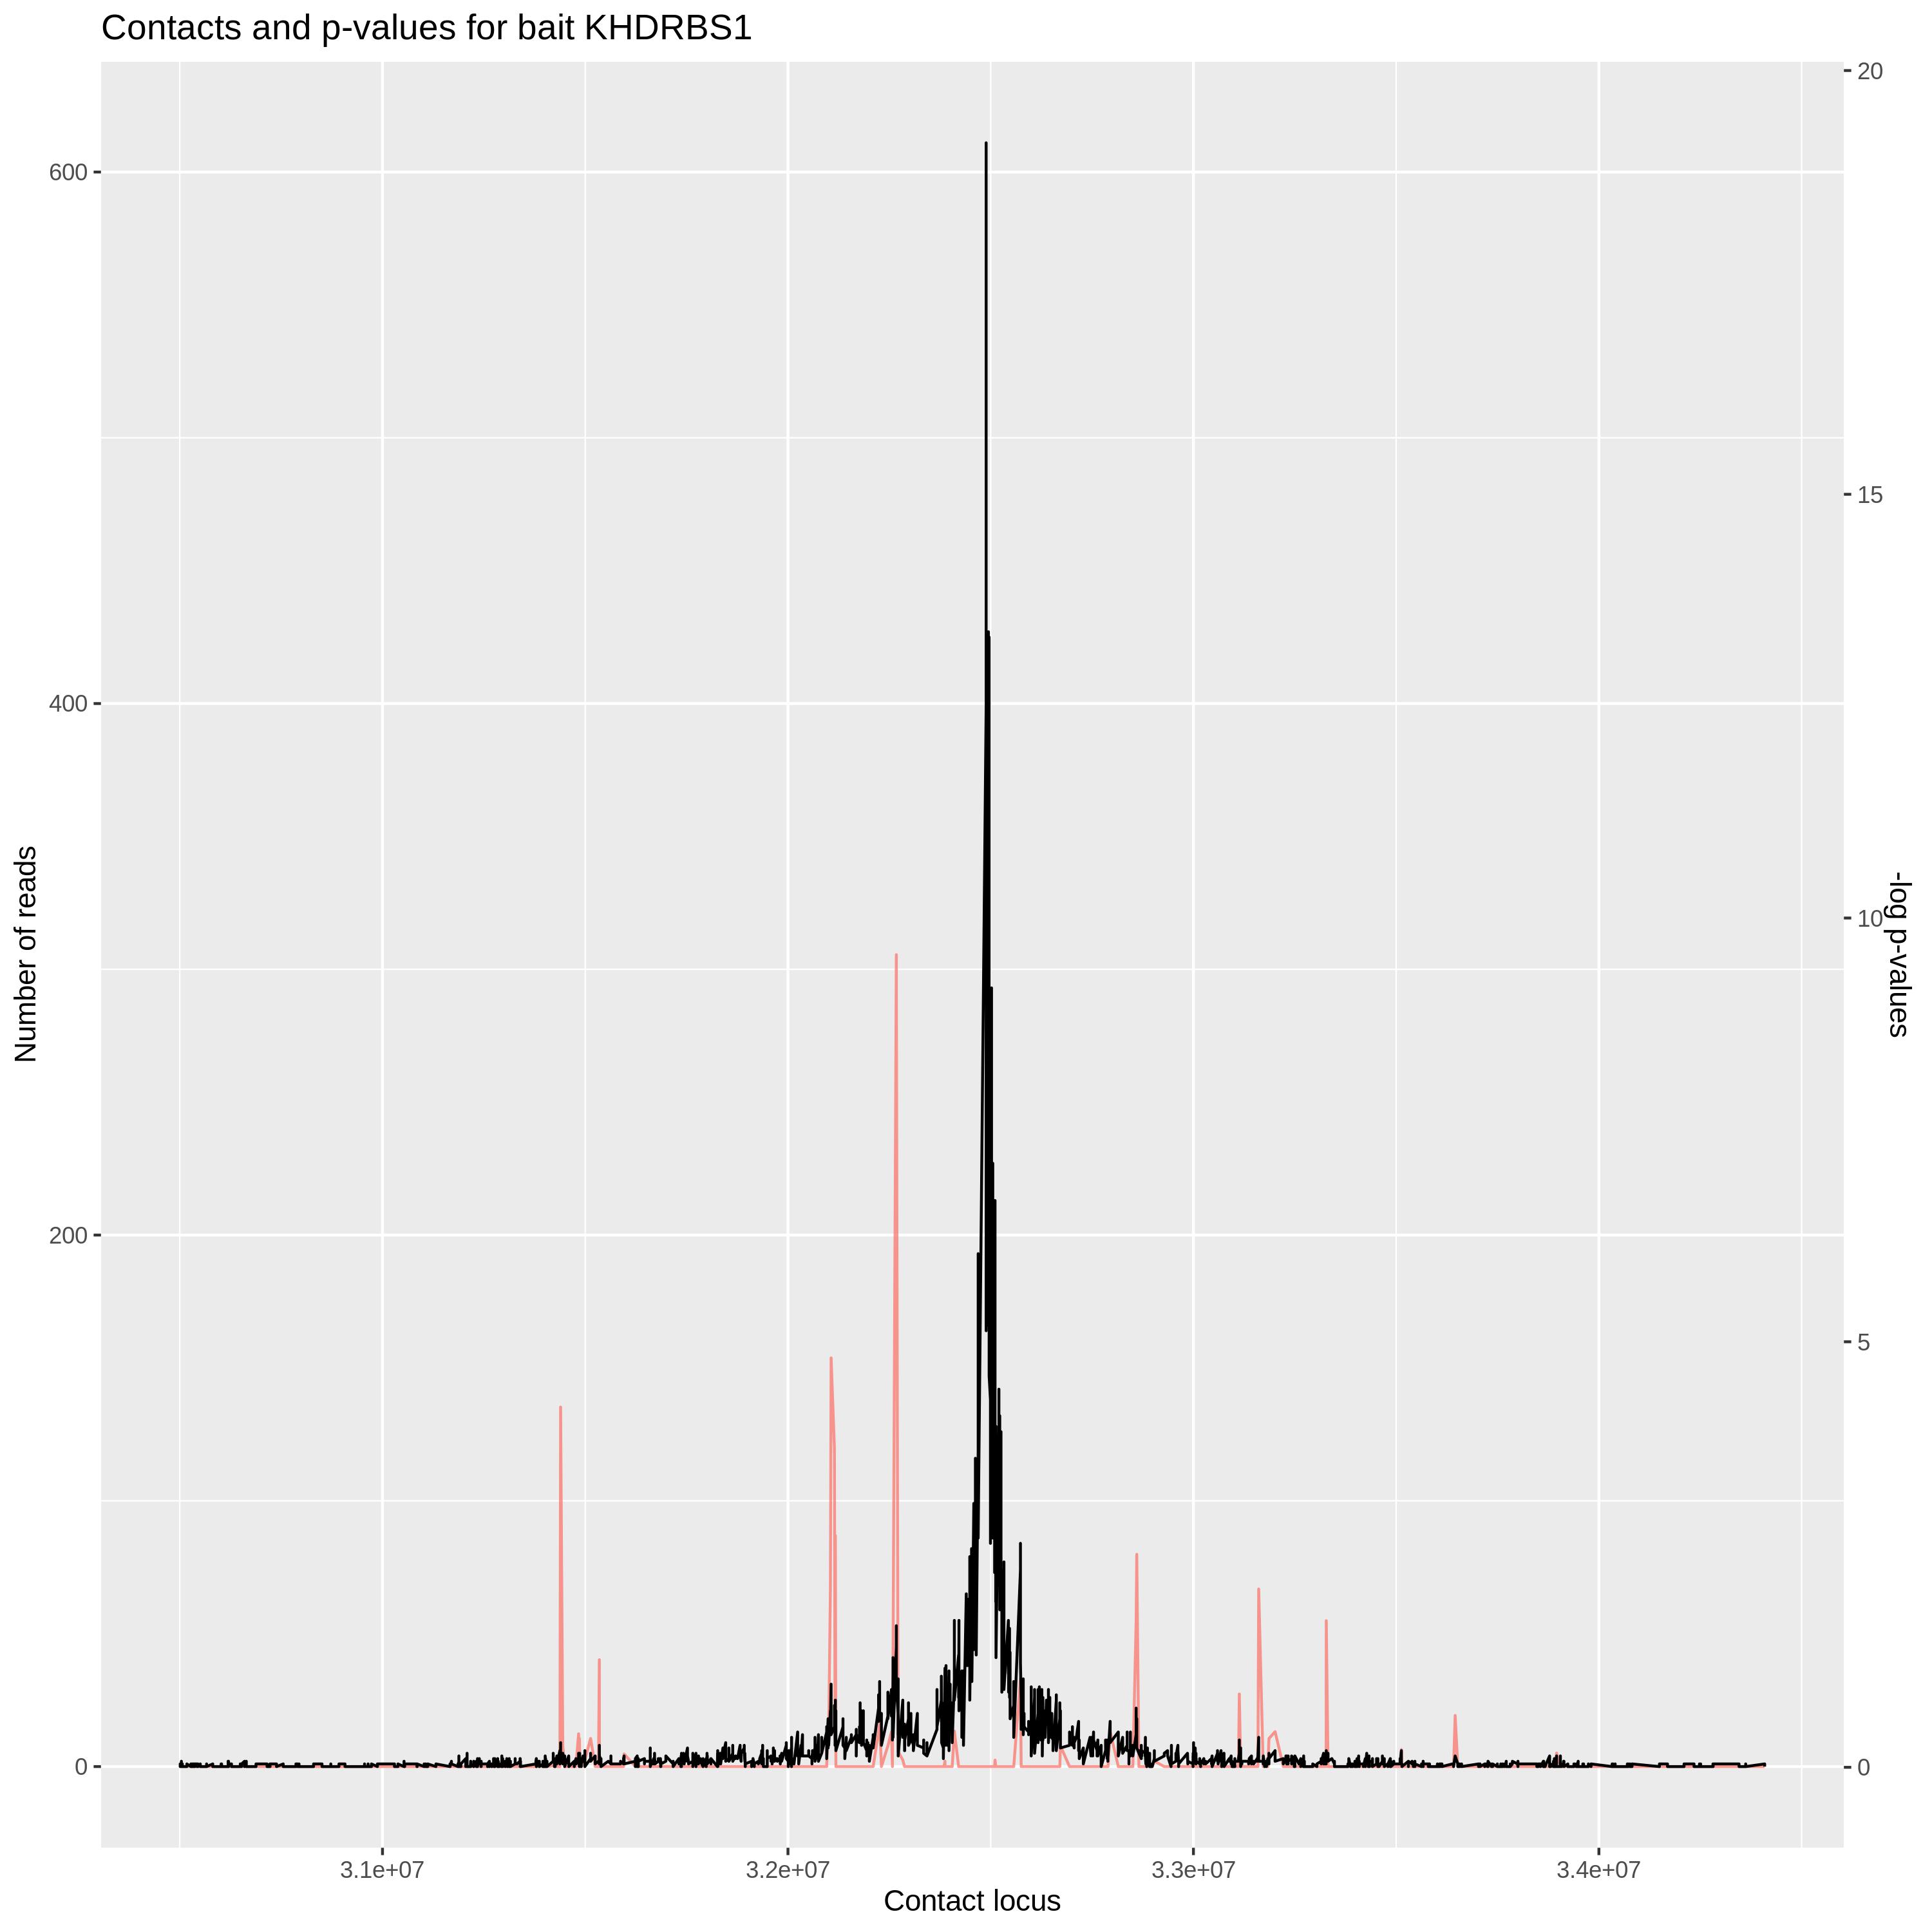 Contacts and p-values for bait KHDRBS1
600
400
200
0
Number of reads
20
15
10
5
0
-log p-values
3.1e+07
3.2e+07
3.3e+07
3.4e+07
Contact locus